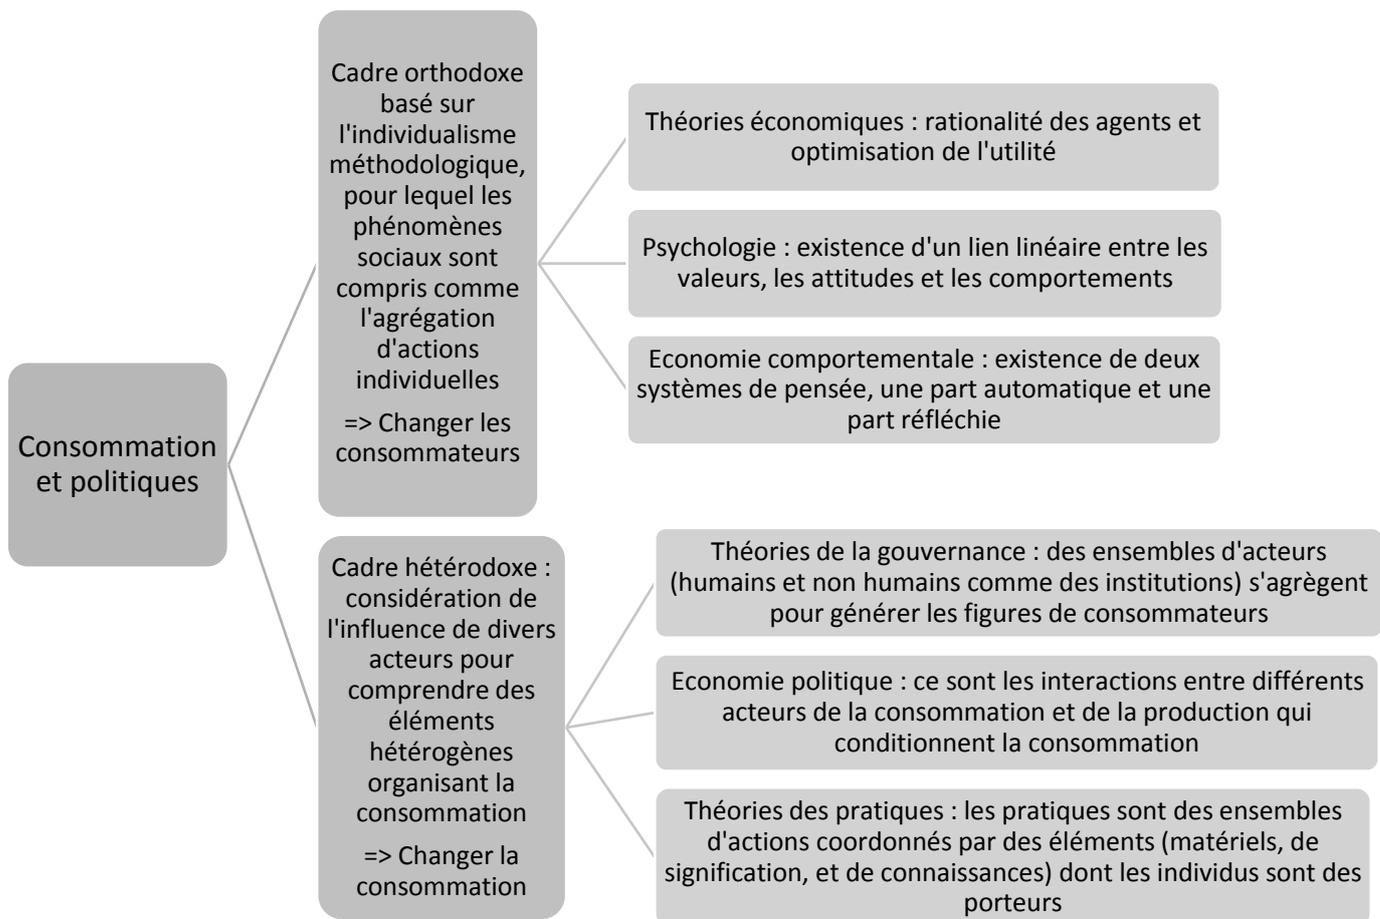 Consommation
et politiques
Cadre orthodoxe
basé sur
l'individualisme
méthodologique,
pour lequel les
phénomènes
sociaux sont
compris comme
l'agrégation
d'actions
individuelles
=> Changer les
consommateurs
Théories économiques : rationalité des agents et
optimisation de l'utilité
Psychologie : existence d'un lien linéaire entre les
valeurs, les attitudes et les comportements
Economie comportementale : existence de deux
systèmes de pensée, une part automatique et une
part réfléchie
Cadre hétérodoxe :
considération de
l'influence de divers
acteurs pour
comprendre des
éléments
hétérogènes
organisant la
consommation
=> Changer la
consommation
Théories de la gouvernance : des ensembles d'acteurs
(humains et non humains comme des institutions) s'agrègent
pour générer les figures de consommateurs
Economie politique : ce sont les interactions entre différents
acteurs de la consommation et de la production qui
conditionnent la consommation
Théories des pratiques : les pratiques sont des ensembles
d'actions coordonnés par des éléments (matériels, de
signification, et de connaissances) dont les individus sont des
porteurs